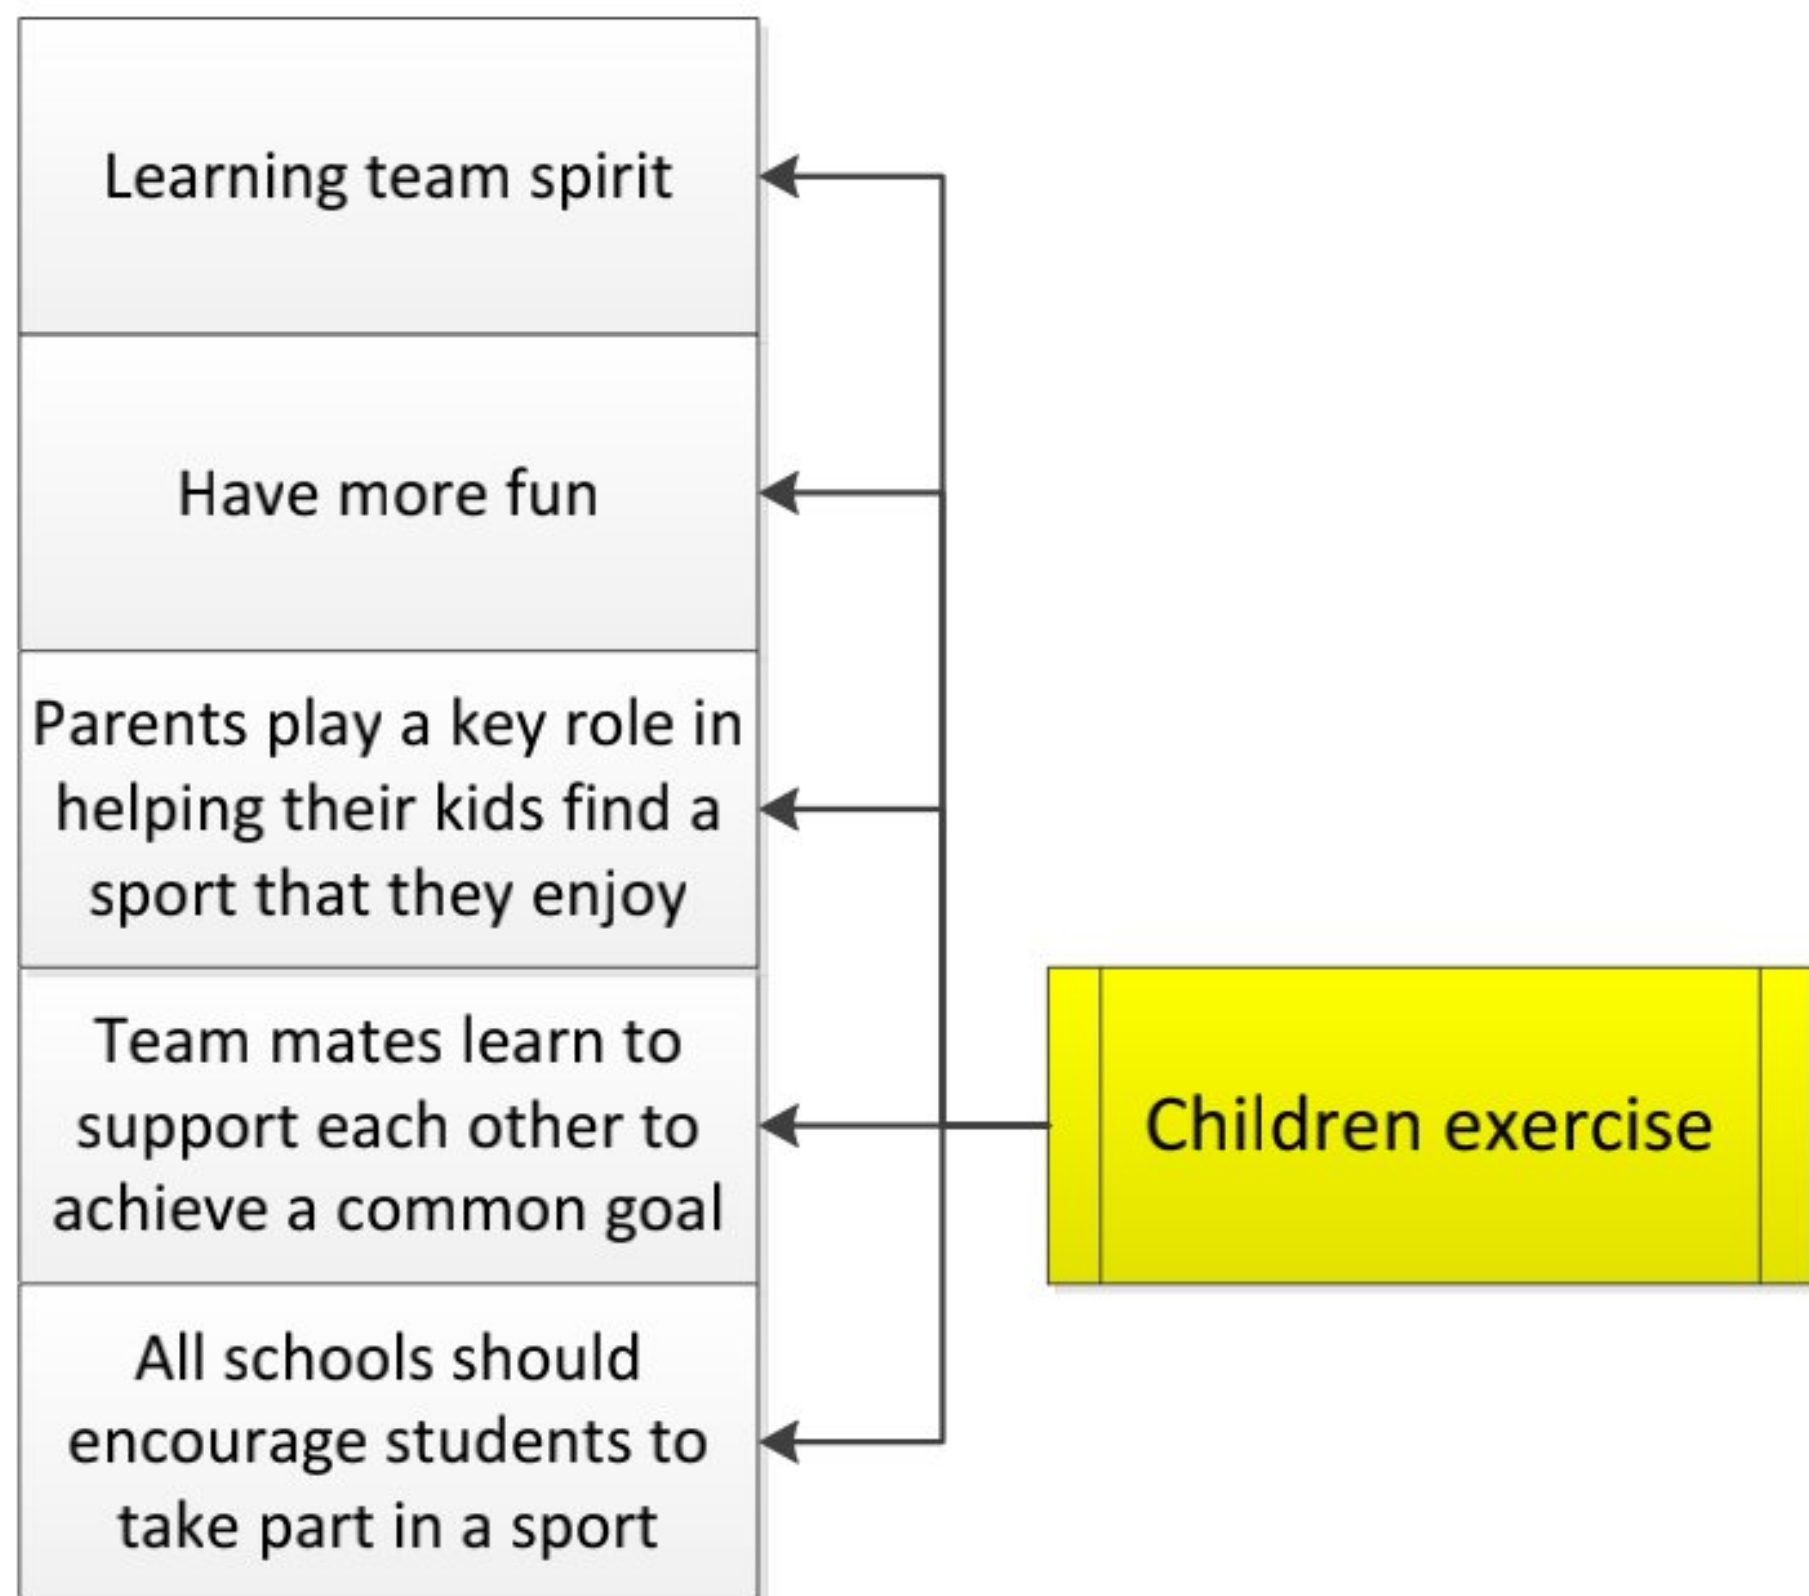 Learning team spirit
Have more fun
Parents play a key role in
helping their kids find a
sport that they enjoy
Team mates learn to
support each other to
achieve a common goal
All schools should
encourage students to
take part in a sport
Children exercise